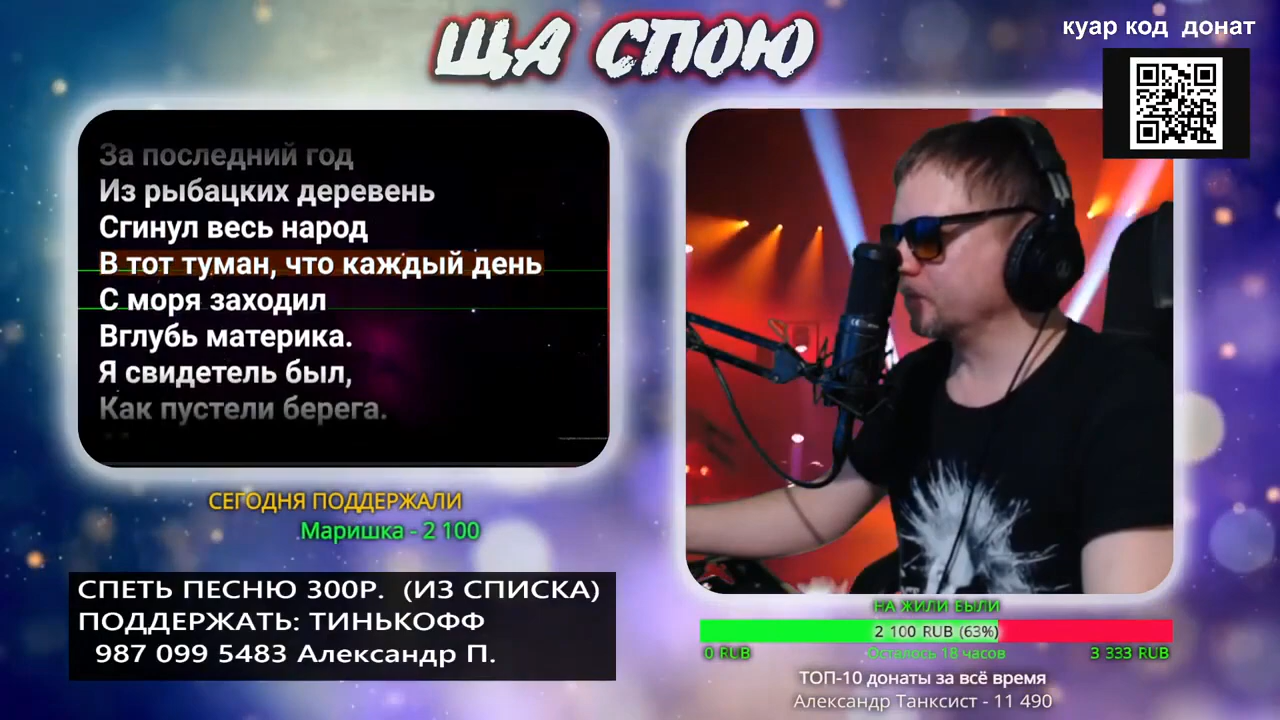 ЩА СПОЮ
куар код донат
За последний год
Из рыбацких деревень
Сгинул весь народ
В тот туман, что каждый день
С моря заходил
Вглубь материка.
Я свидетель был,
Как пустели берега.
СЕГОДНЯ ПОДДЕРЖАЛИ
Маришка - 2 100
СПЕТЬ ПЕСНЮ 300Р. (ИЗ СПИСКА)
ПОДДЕРЖАТЬ: ТИНЬКОФФ
987 099 5483 Александр П.
НА ЖИЛИ БЫЛИ
2 100 RUB (63%)
0 RUB
Осталось 18 часов
3 333 RUB
ТОП-10 донаты за всё время
Александр Танксист - 11 490